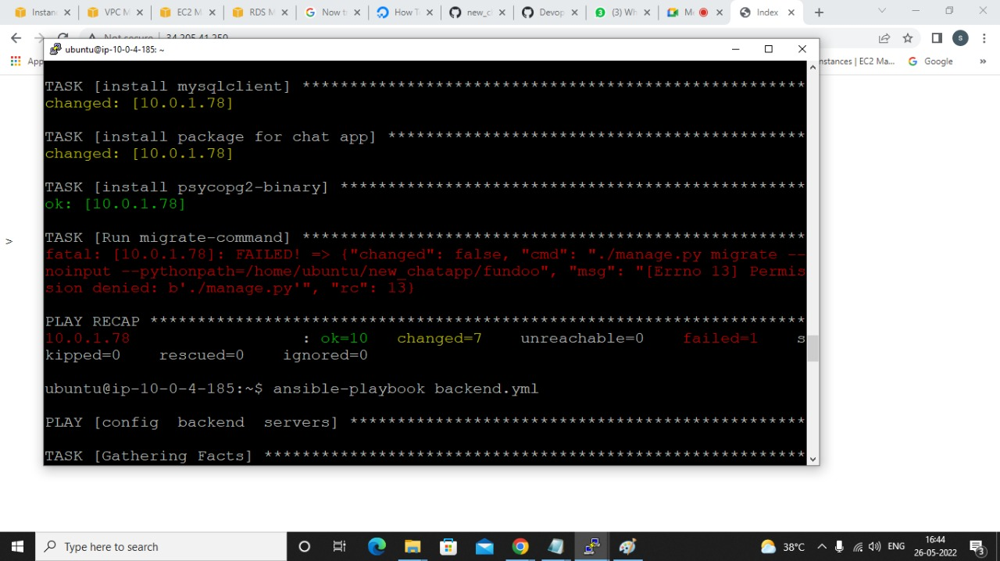 Instanc
VPC M
EC2 M
RDS M
Now t
How T
new_c
Devop
(3) Wh
M
Index
Not secure | 34.205.41.250
S
App
nstances | EC2 Ma...
Google
»
ubuntu@ip-10-0-4-185: ~
TASK [install mysqlclient] ****************************************************
changed: [10.0.1.78]
TASK [install package for chat app] *******************************************
changed: [10.0.1.78]
TASK [install psycopg2-binary] ************************************************
ok: [10.0.1.78]
>
TASK [Run migrate-command] ****************************************************
fatal: [10.0.1.78]: FAILED! => {"changed": false, "cmd": "./manage.py migrate --
noinput --pythonpath=/home/ubuntu/new_chatapp/fundoo", "msg": "[Errno 13] Permis
sion denied: b'./manage.py'", "rc": 13}
PLAY RECAP ********************************************************************
10.0.1.78 : ok=10 changed=7 unreachable=0 failed=1 s
kipped=0 rescued=0 ignored=0
ubuntu@ip-10-0-4-185:~$ ansible-playbook backend.yml
PLAY [config backend servers] ************************************************
TASK [Gathering Facts] ********************************************************
Type here to search
38°C
ENG
16:44
26-05-2022
3